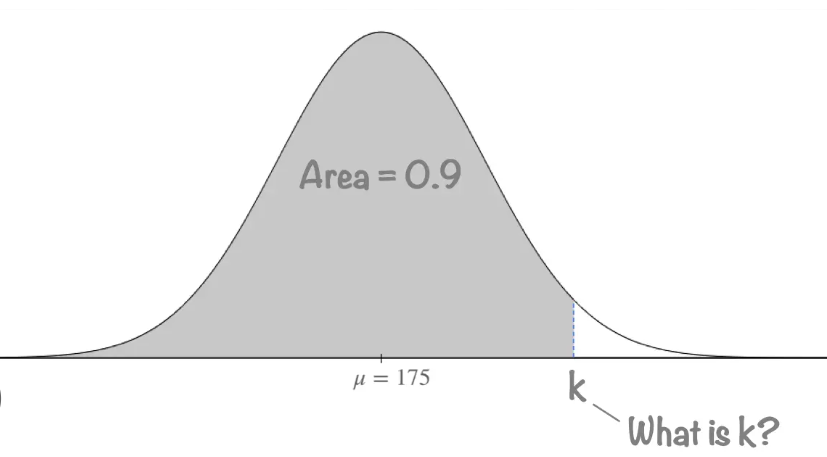 Area = 0.9
μ = 175
k
What is k?
)